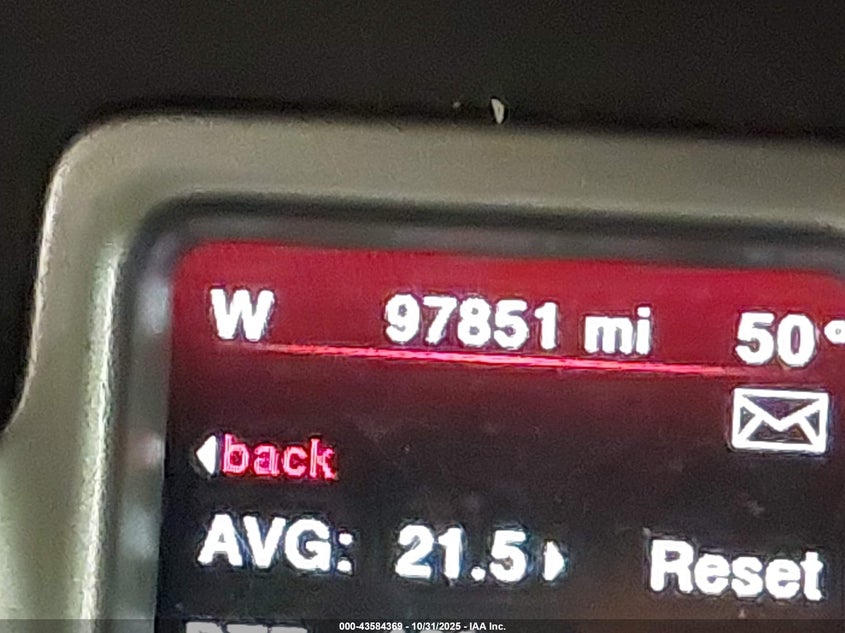 W 97851 mi 50°
back
AVG: 21.5 Reset
000-43584369 - 10/31/2025 - IAA Inc.